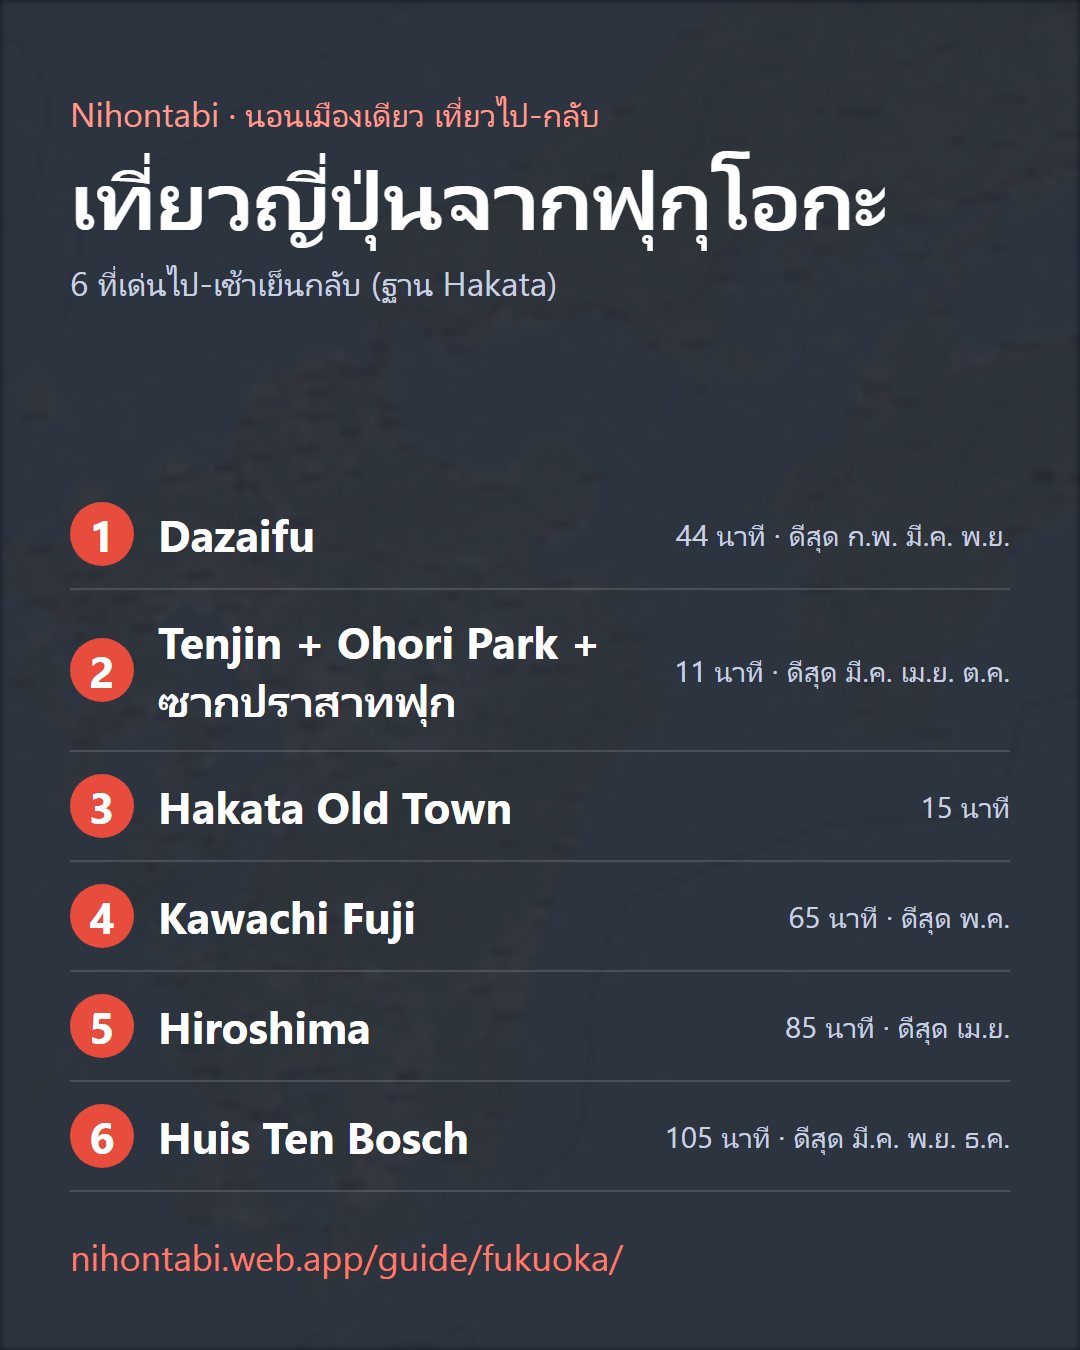 Nihontabi · นอนเมืองเดียว เที่ยวไป-กลับ
เที่ยวญี่ปุ่นจากฟุกุโอกะ
6 ที่เด่นไป-เช้าเย็นกลับ (ฐาน Hakata)
1 Dazaifu 44 นาที · ดีสุด ก.พ. มี.ค. พ.ย.
2 Tenjin + Ohori Park +
ซากปราสาทฟุก 11 นาที · ดีสุด มี.ค. เม.ย. ต.ค.
3 Hakata Old Town 15 นาที
4 Kawachi Fuji 65 นาที · ดีสุด พ.ค.
5 Hiroshima 85 นาที · ดีสุด เม.ย.
6 Huis Ten Bosch 105 นาที · ดีสุด มี.ค. พ.ย. ธ.ค.
nihontabi.web.app/guide/fukuoka/